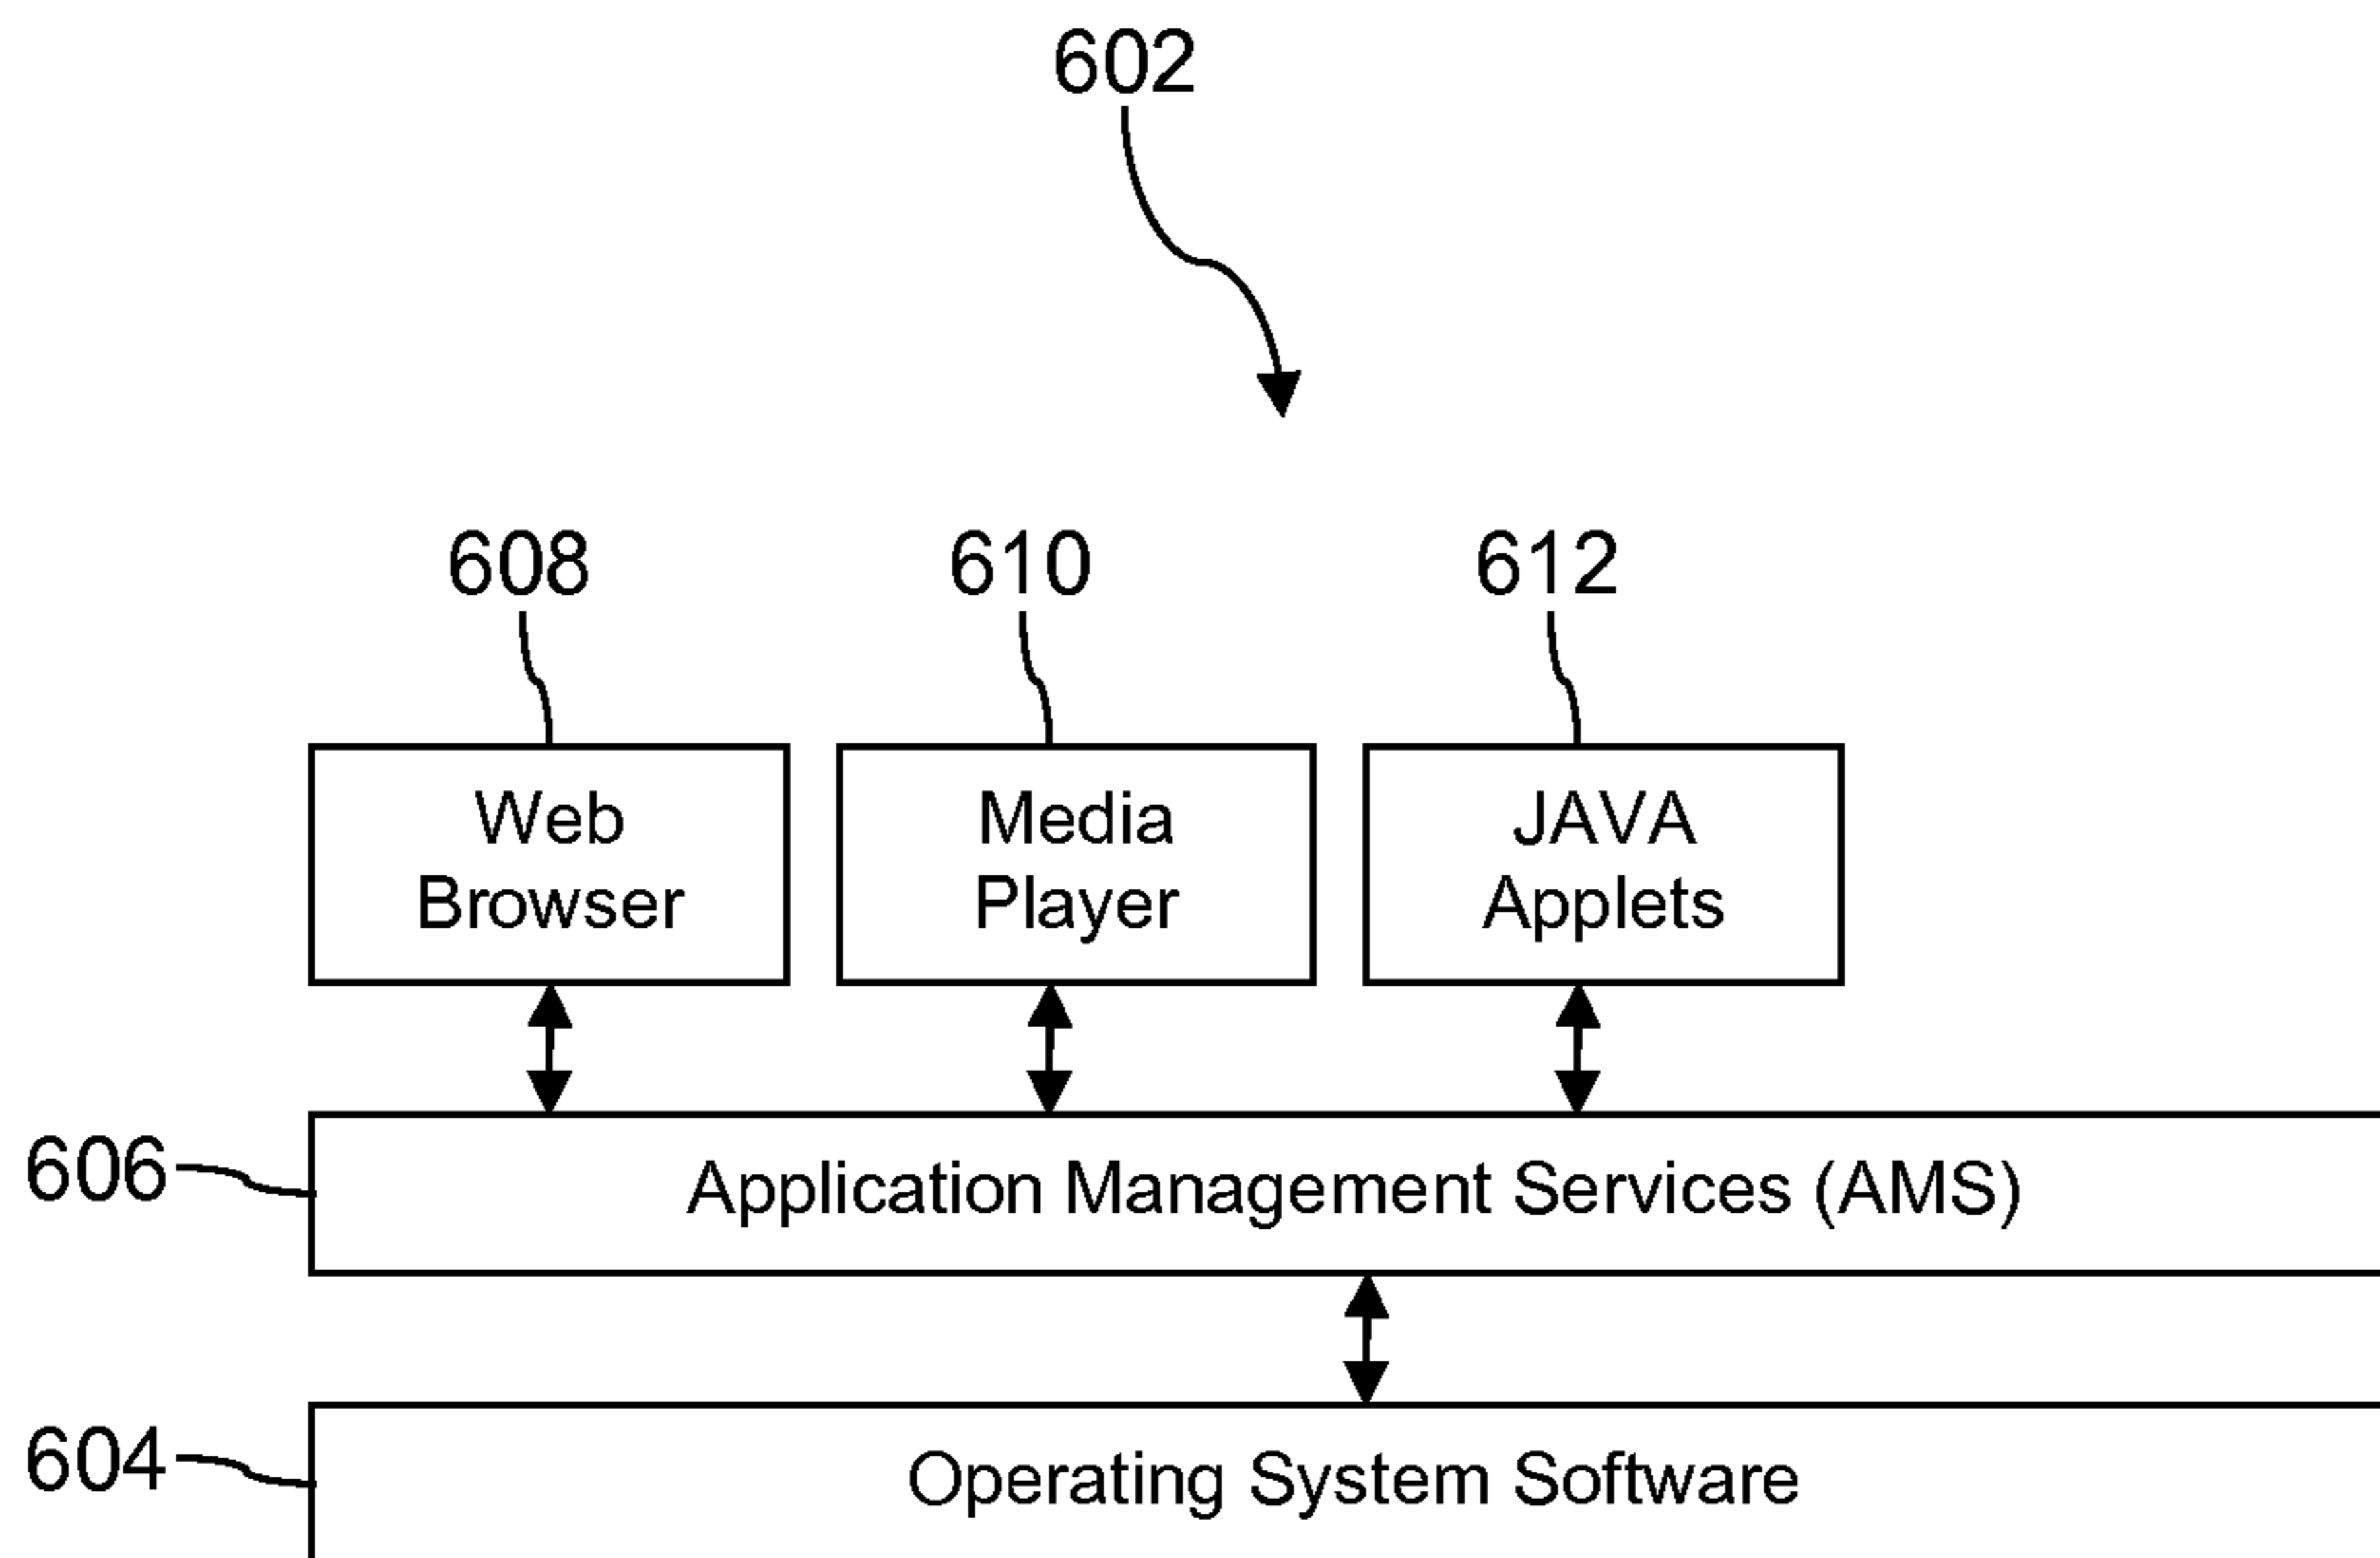 602
608
610
612
Web
Browser
Media
Player
JAVA
Applets
606
Application Management Services (AMS)
604
Operating System Software